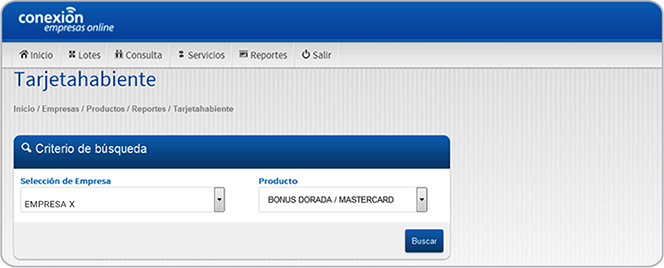 conexión
empresas online
Inicio Lotes Consulta Servicios Reportes Salir
Tarjetahabiente
Inicio / Empresas / Productos / Reportes / Tarjetahabiente
Criterio de búsqueda
Selección de Empresa Producto
EMPRESA X BONUS DORADA / MASTERCARD
Buscar